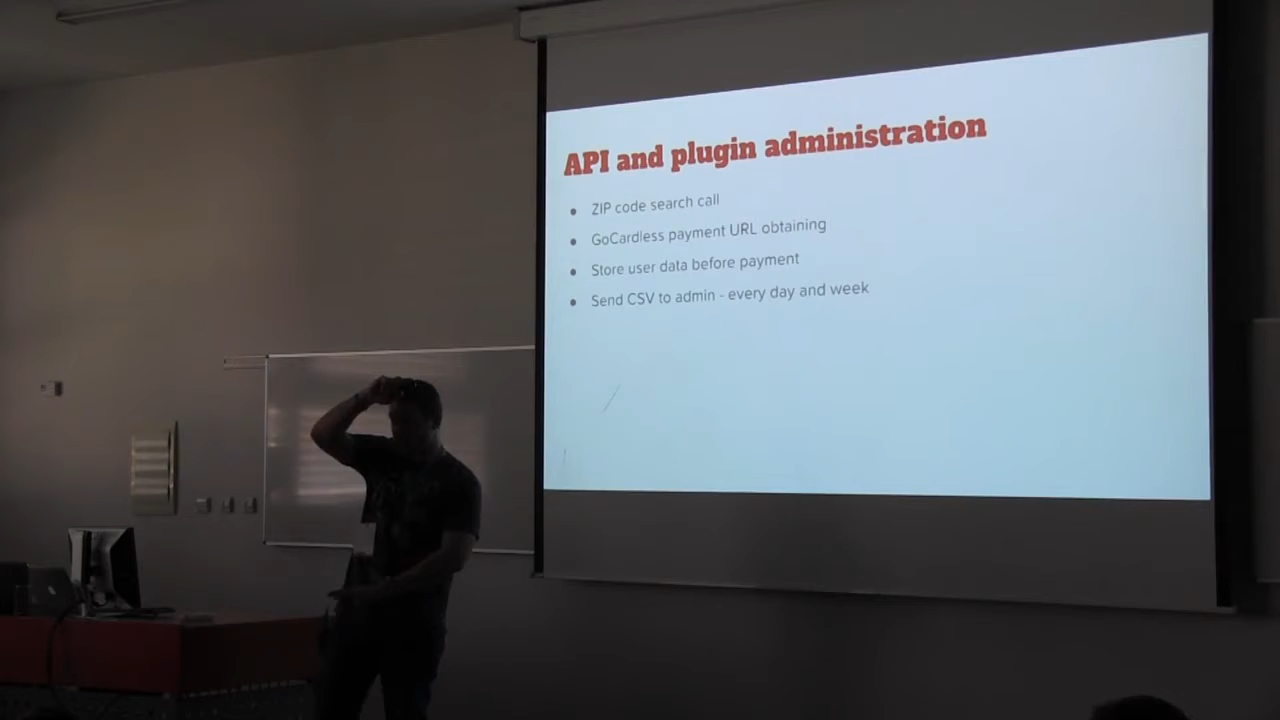 API and plugin administration
ZIP code search call
GoCardless payment URL obtaining
Store user data before payment
Send CSV to admin - every day and week